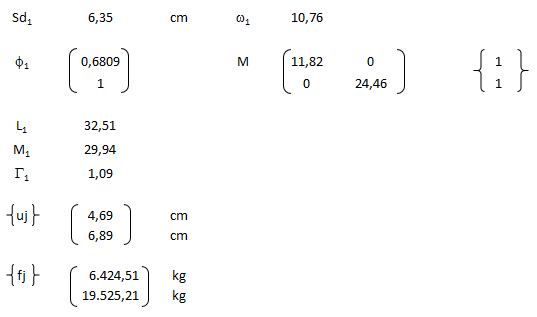 Sd₁ 6,35 cm ω₁ 10,76
ϕ₁ 0,6809 M 11,82 0 1
1 0 24,46 1
L₁ 32,51
M₁ 29,94
Γ₁ 1,09
{uj} 4,69 cm
6,89 cm
{fj} 6.424,51 kg
19.525,21 kg